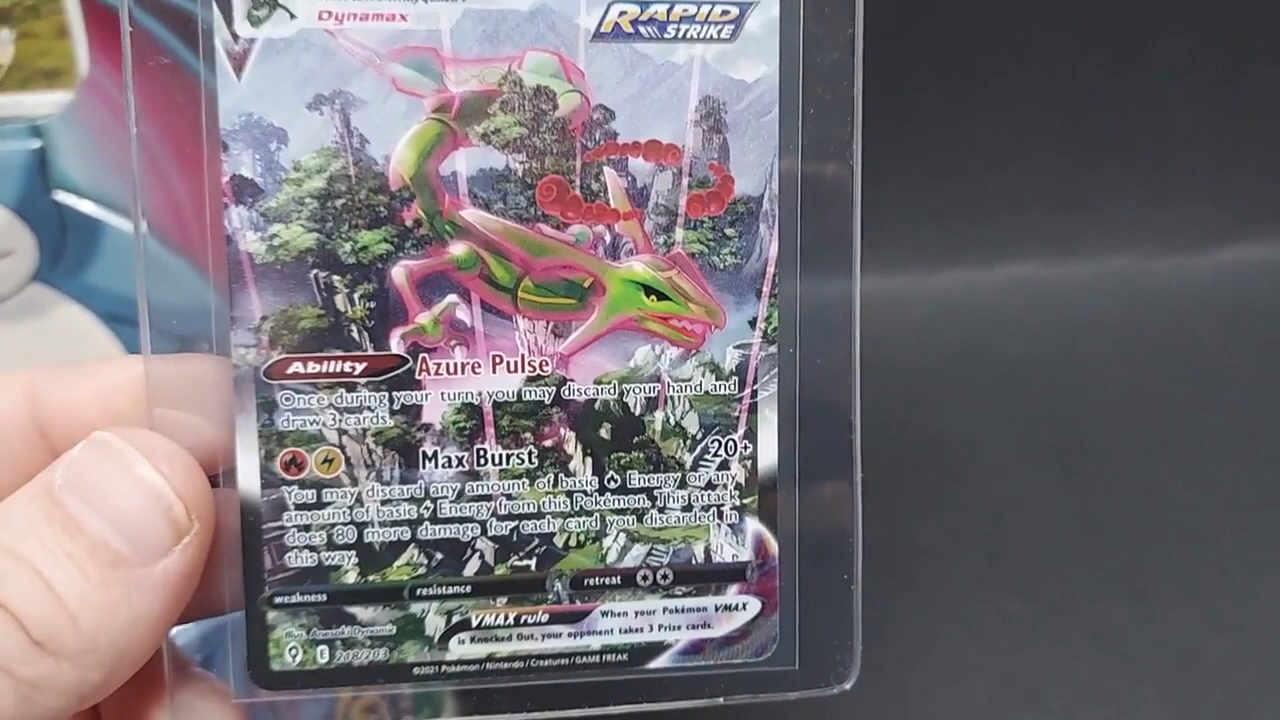 Dynamax
RAPID
STRIKE
Ability Azure Pulse
Once during your turn, you may discard your hand and
draw 3 cards.
Max Burst 20+
You may discard any amount of basic Energy or any
amount of basic Energy from this Pokémon. This attack
does 80 more damage for each card you discarded in
this way.
weakness resistance retreat
VMAX rule When your Pokémon VMAX
is Knocked Out, your opponent takes 3 Prize cards.
Illus. Anesaki Dynamic
E 218/203
©2021 Pokémon / Nintendo / Creatures / GAME FREAK